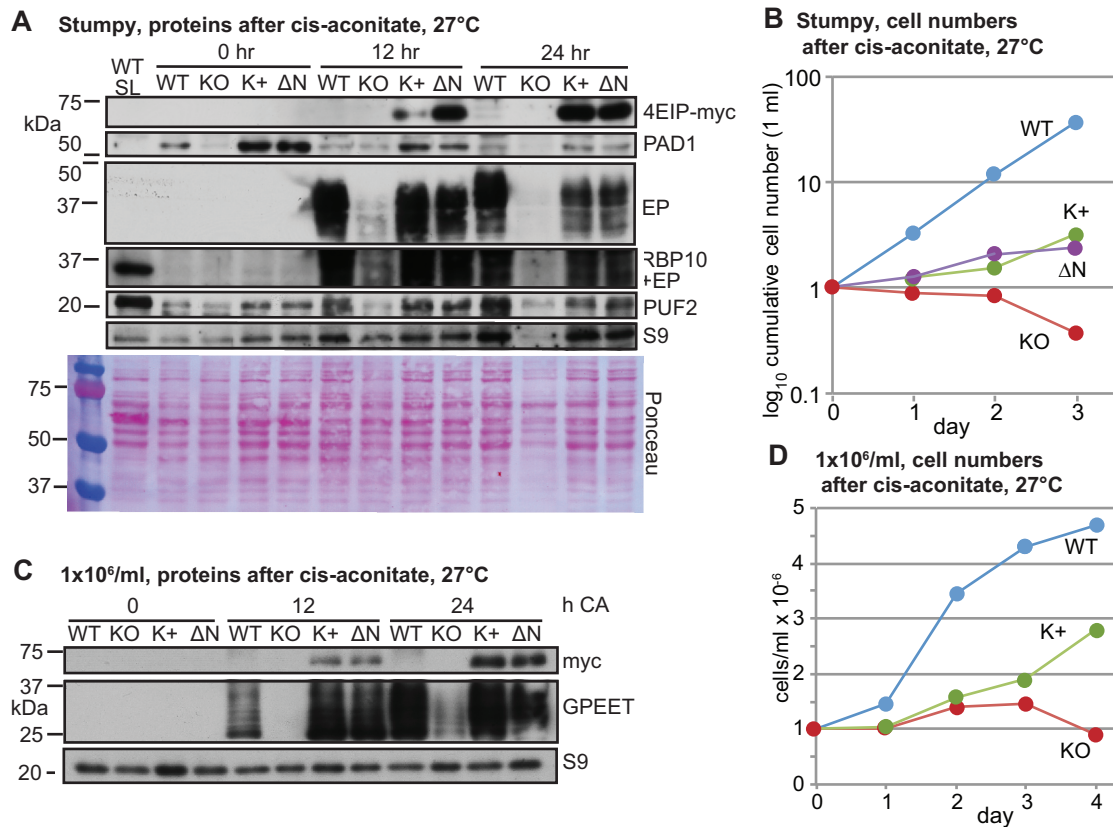 A Stumpy, proteins after cis-aconitate, 27°C
0 hr 12 hr 24 hr
WT SL WT KO K+ ΔN WT KO K+ ΔN WT KO K+ ΔN
75
kDa
4EIP-myc
50
PAD1
50
37
EP
37
RBP10
+EP
20
PUF2
S9
75
50
37
Ponceau
B Stumpy, cell numbers
after cis-aconitate, 27°C
log10 cumulative cell number (1 ml)
100
10
1
0.1
WT
K+
ΔN
KO
0 1 2 3
day
C 1x10⁶/ml, proteins after cis-aconitate, 27°C
0 12 24 h CA
WT KO K+ ΔN WT KO K+ ΔN WT KO K+ ΔN
75
myc
37
kDa
GPEET
25
20
S9
D 1x10⁶/ml, cell numbers
after cis-aconitate, 27°C
cells/ml x 10⁻⁶
5
4
3
2
1
0
WT
K+
KO
0 1 2 3 4
day